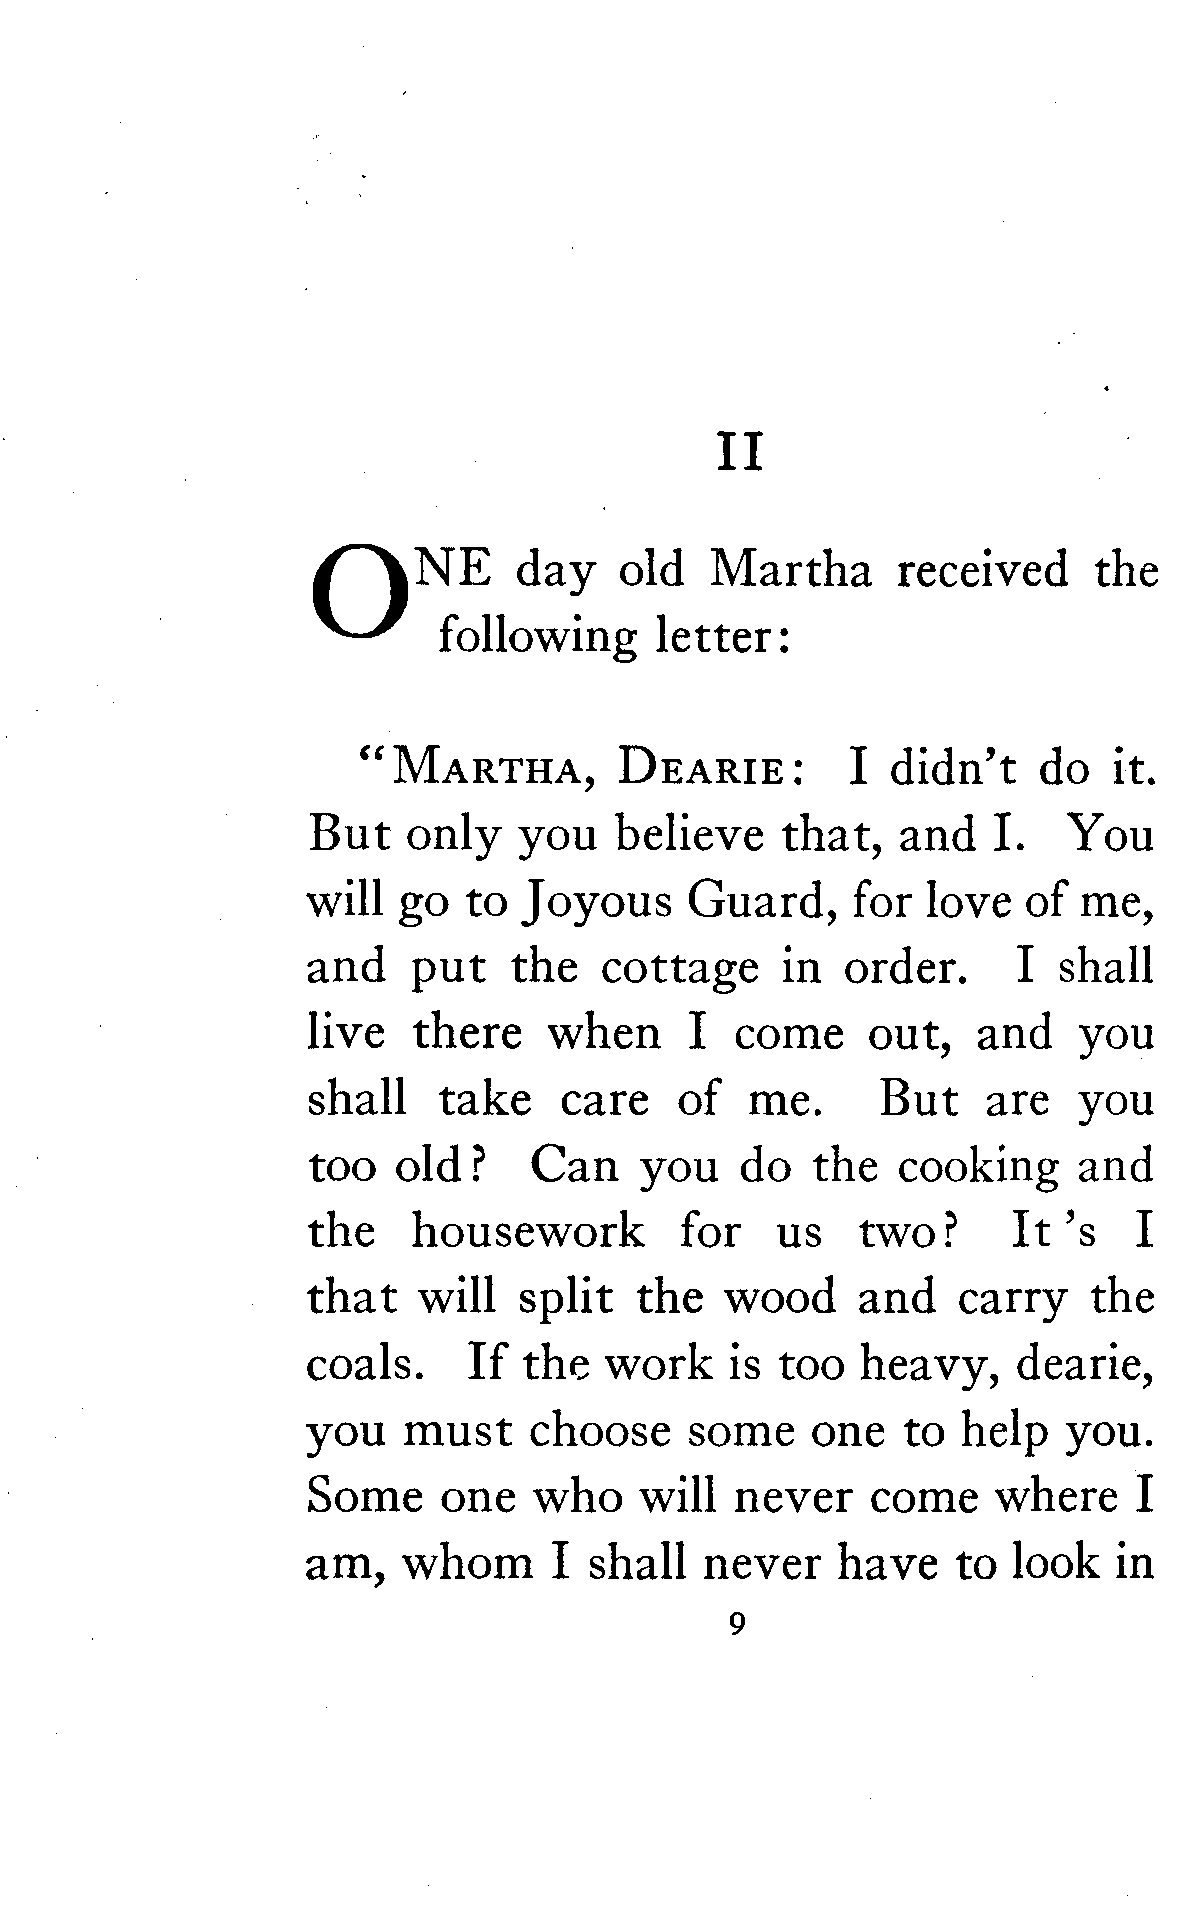 II
ONE day old Martha received the
following letter:
"MARTHA, DEARIE: I didn't do it.
But only you believe that, and I. You
will go to Joyous Guard, for love of me,
and put the cottage in order. I shall
live there when I come out, and you
shall take care of me. But are you
too old? Can you do the cooking and
the housework for us two? It 's I
that will split the wood and carry the
coals. If the work is too heavy, dearie,
you must choose some one to help you.
Some one who will never come where I
am, whom I shall never have to look in
9